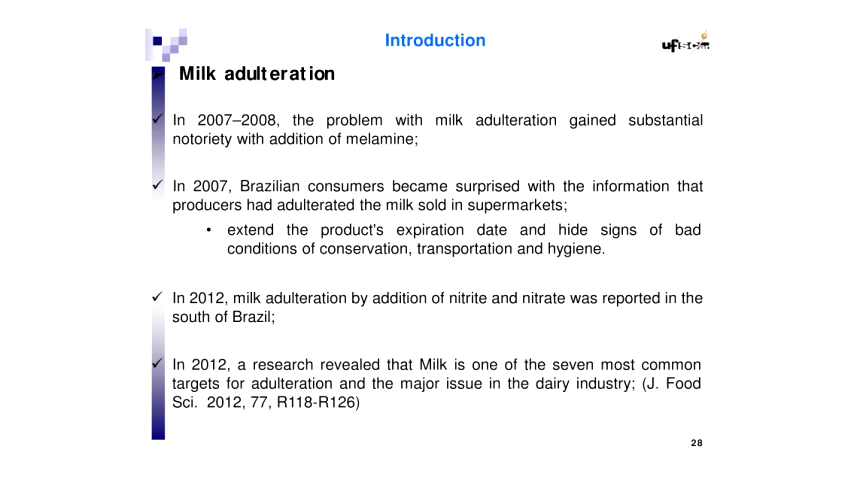 Introduction
ufscar
Milk adulteration
In 2007–2008, the problem with milk adulteration gained substantial
notoriety with addition of melamine;
In 2007, Brazilian consumers became surprised with the information that
producers had adulterated the milk sold in supermarkets;
• extend the product's expiration date and hide signs of bad
conditions of conservation, transportation and hygiene.
In 2012, milk adulteration by addition of nitrite and nitrate was reported in the
south of Brazil;
In 2012, a research revealed that Milk is one of the seven most common
targets for adulteration and the major issue in the dairy industry; (J. Food
Sci. 2012, 77, R118-R126)
28